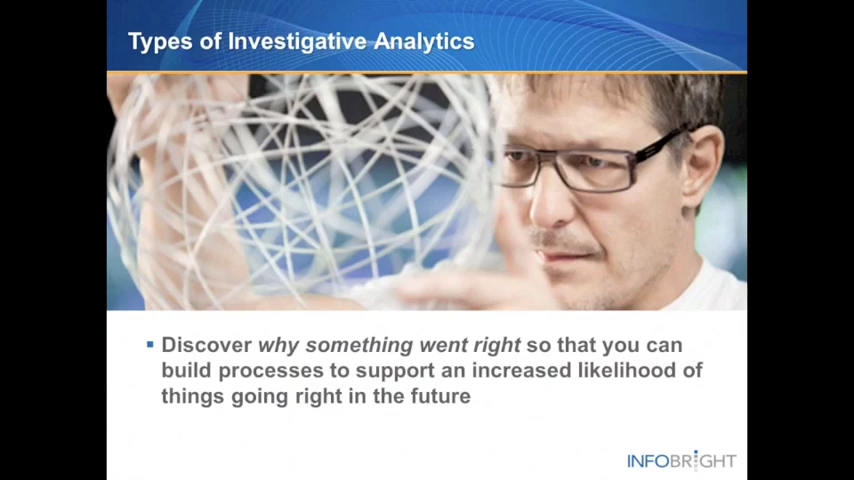 Types of Investigative Analytics
Discover why something went right so that you can
build processes to support an increased likelihood of
things going right in the future
INFOBRIGHT